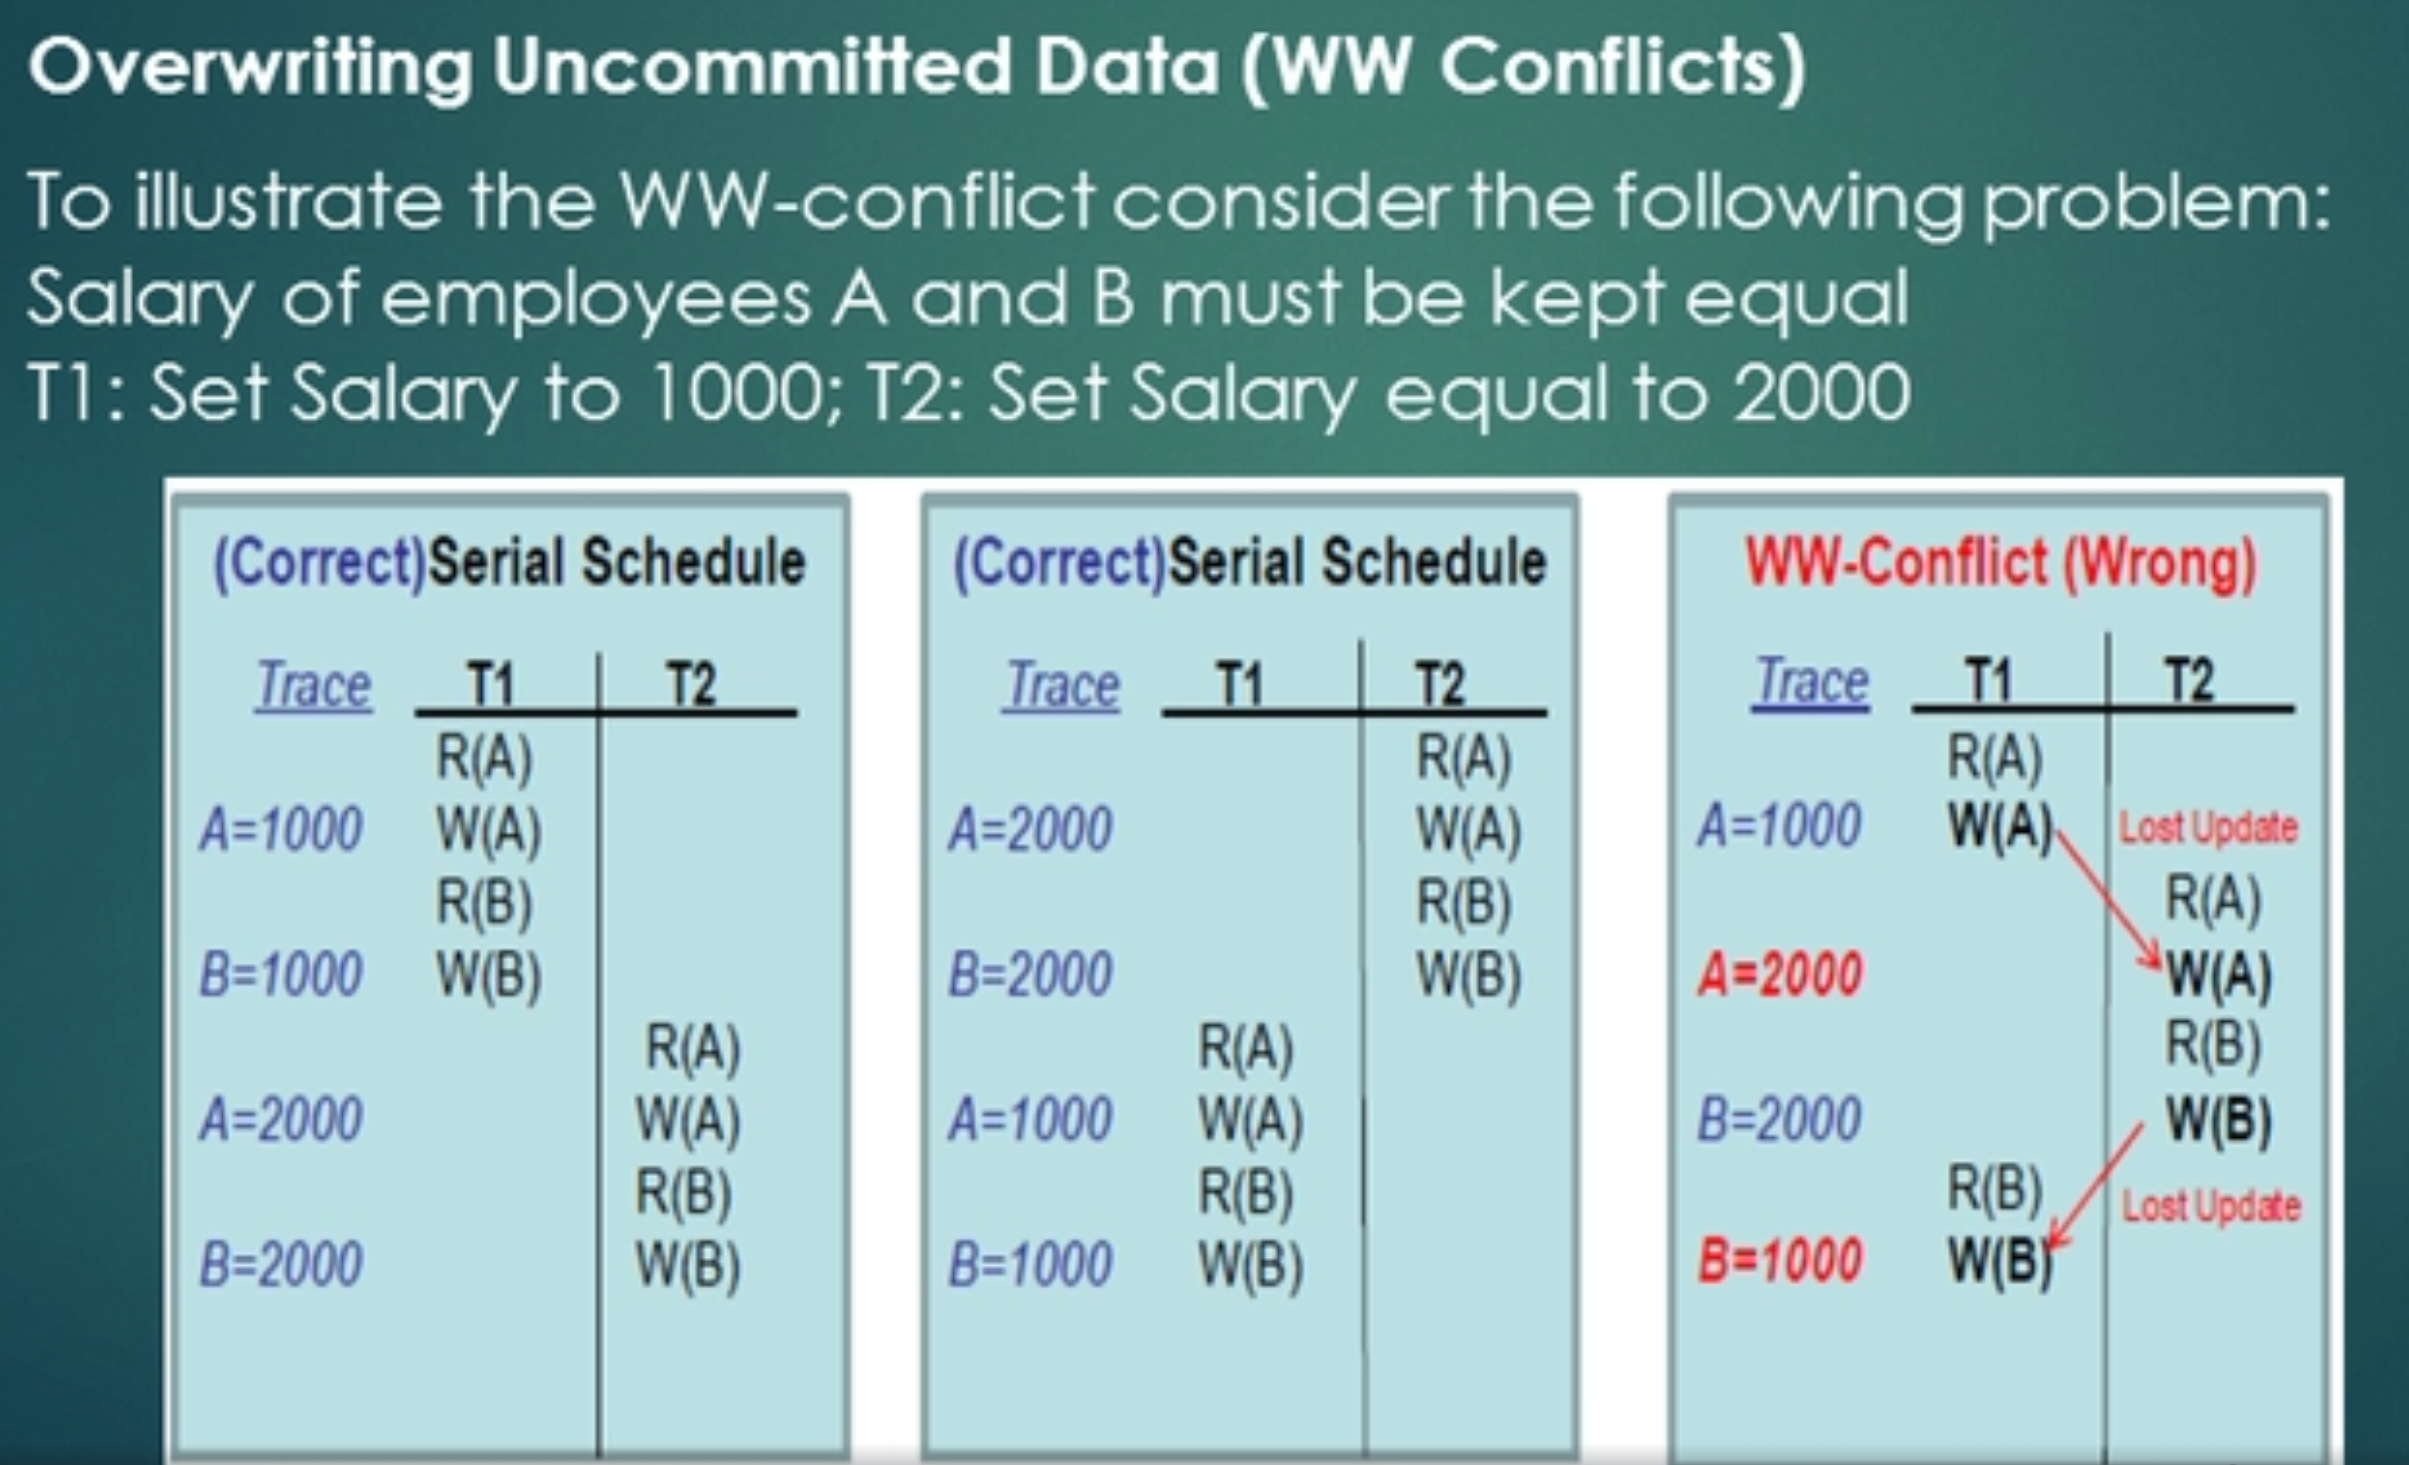 Overwriting Uncommitted Data (WW Conflicts)
To illustrate the WW-conflict consider the following problem:
Salary of employees A and B must be kept equal
T1: Set Salary to 1000; T2: Set Salary equal to 2000
(Correct)Serial Schedule
Trace T1 T2
R(A)
A=1000 W(A)
R(B)
B=1000 W(B)
R(A)
A=2000 W(A)
R(B)
B=2000 W(B)
(Correct)Serial Schedule
Trace T1 T2
R(A)
A=2000 W(A)
R(B)
B=2000 W(B)
R(A)
A=1000 W(A)
R(B)
B=1000 W(B)
WW-Conflict (Wrong)
Trace T1 T2
R(A)
A=1000 W(A) Lost Update
R(A)
A=2000 W(A)
R(B)
B=2000 W(B)
R(B) Lost Update
B=1000 W(B)